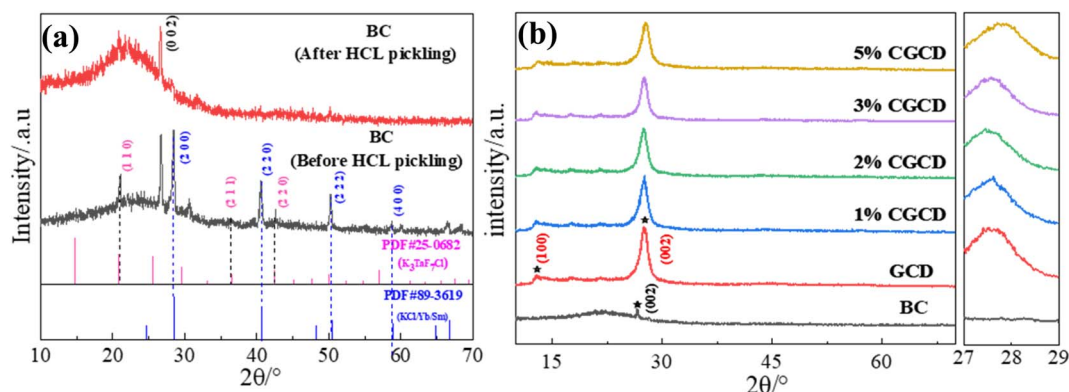 (a)
BC
(After HCL pickling)
(0 0 2)
BC
(Before HCL pickling)
(1 1 0)
(2 0 0)
(2 2 0)
(2 1 1)
(2 2 0)
(2 2 2)
(4 0 0)
PDF#25-0682
(K3TaF7Cl)
PDF#89-3619
(KCl/Yb/Sm)
Intensity/.a.u
10 20 30 40 50 60 70
2θ/°
(b)
5% CGCD
3% CGCD
2% CGCD
1% CGCD
(100)
(002)
GCD
(002)
BC
intensity/a.u.
15 30 45 60
2θ/°
27 28 29